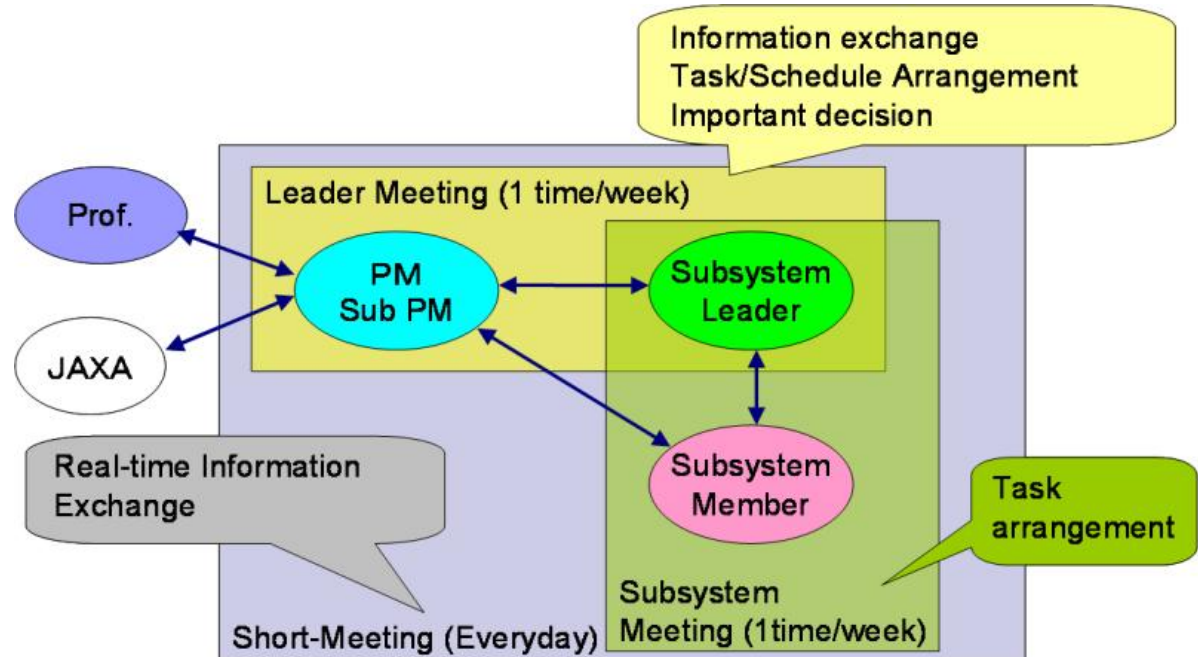 Information exchange
Task/Schedule Arrangement
Important decision
Leader Meeting (1 time/week)
Prof.
PM
Sub PM
Subsystem
Leader
JAXA
Real-time Information
Exchange
Subsystem
Member
Task
arrangement
Subsystem
Meeting (1time/week)
Short-Meeting (Everyday)